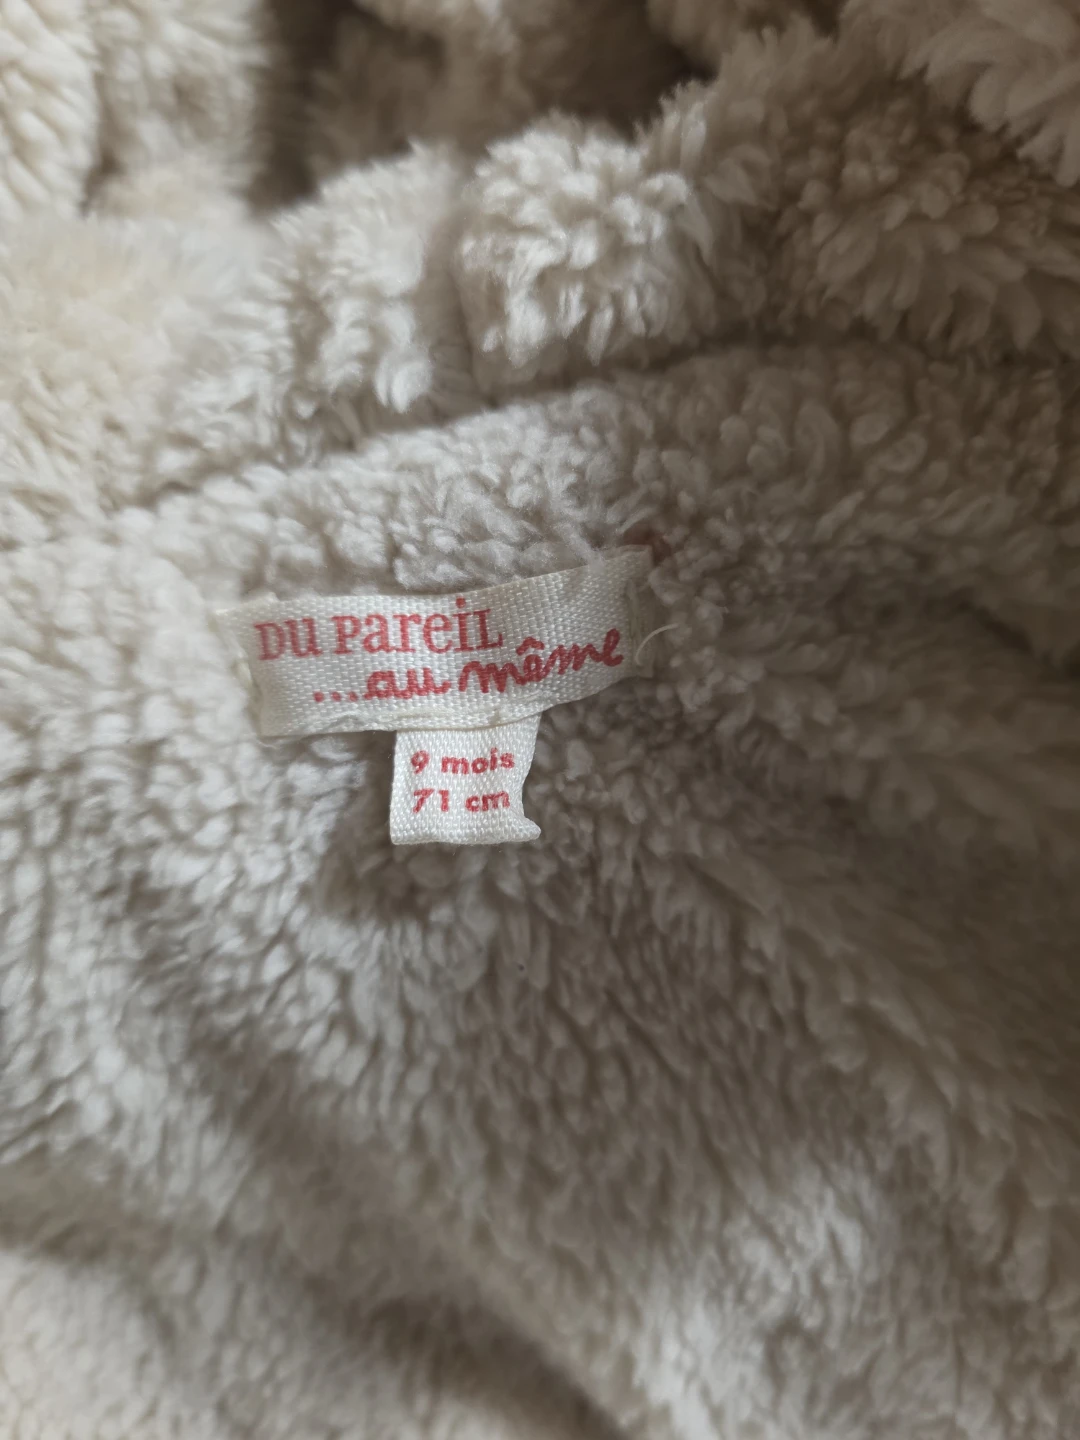 DU PareiL
...au même
9 mois
71 cm